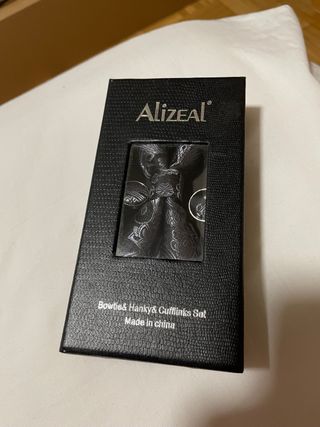 AliZEAL®
Bowtie& Hanky& Cufflinks Set
Made in china